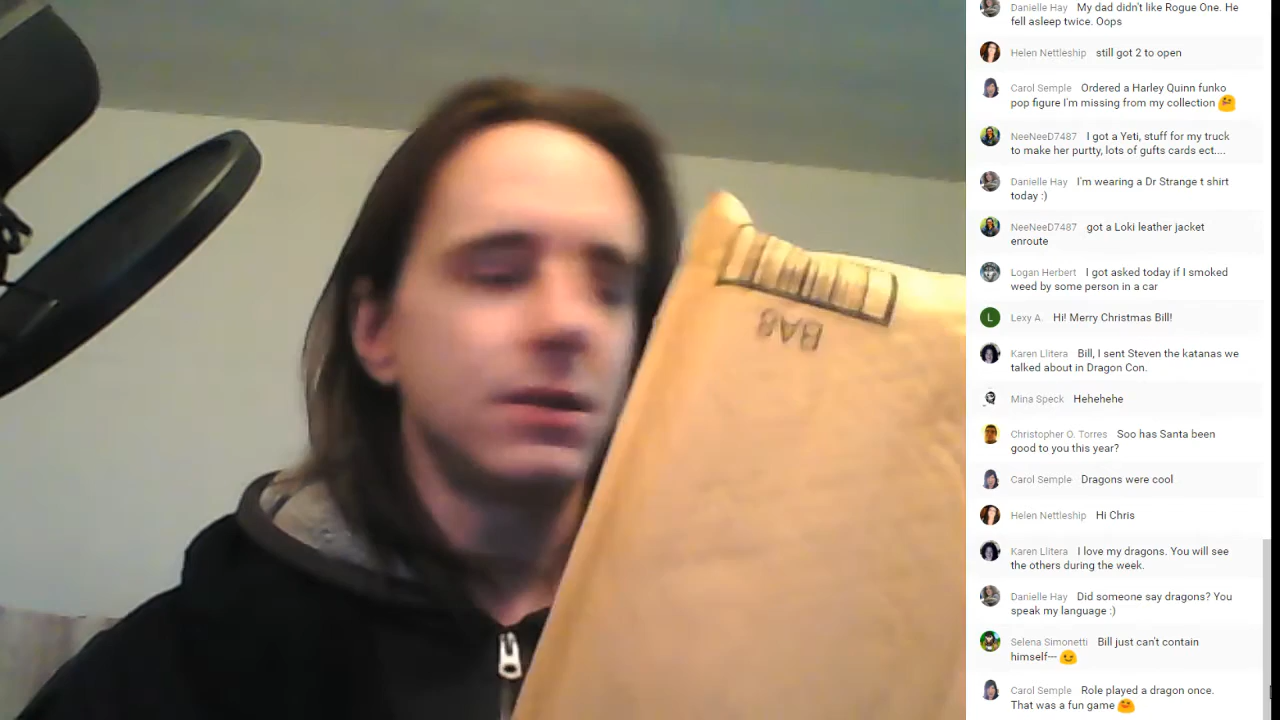 Danielle Hay My dad didn't like Rogue One. He
fell asleep twice. Oops
Helen Nettleship still got 2 to open
Carol Semple Ordered a Harley Quinn funko
pop figure I'm missing from my collection
NeeNeeD7487 I got a Yeti, stuff for my truck
to make her purtty, lots of gufts cards ect....
Danielle Hay I'm wearing a Dr Strange t shirt
today :)
NeeNeeD7487 got a Loki leather jacket
enroute
Logan Herbert I got asked today if I smoked
weed by some person in a car
L Lexy A. Hi! Merry Christmas Bill!
Karen Llitera Bill, I sent Steven the katanas we
talked about in Dragon Con.
Mina Speck Hehehehe
Christopher O. Torres Soo has Santa been
good to you this year?
Carol Semple Dragons were cool
Helen Nettleship Hi Chris
Karen Llitera I love my dragons. You will see
the others during the week.
Danielle Hay Did someone say dragons? You
speak my language :)
Selena Simonetti Bill just can't contain
himself---
Carol Semple Role played a dragon once.
That was a fun game